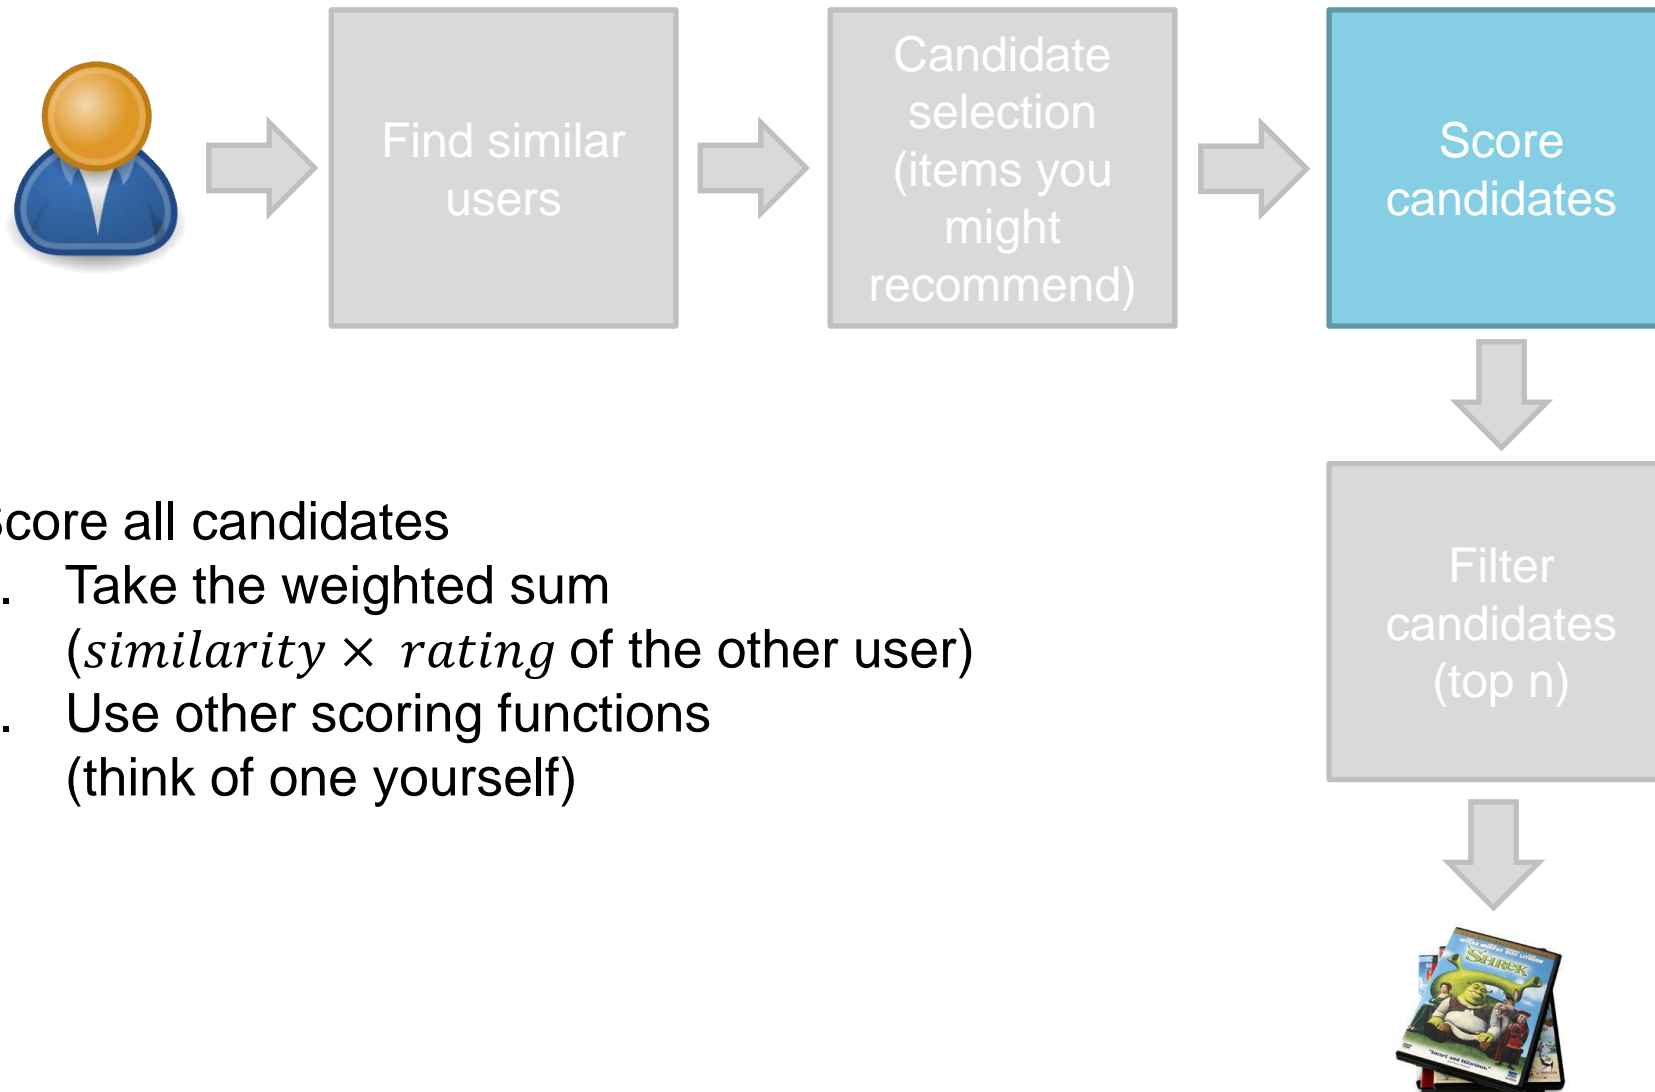 Find similar
users
Candidate
selection
(items you
might
recommend)
Score
candidates
core all candidates
. Take the weighted sum
(similarity × rating of the other user)
. Use other scoring functions
(think of one yourself)
Filter
candidates
(top n)
SHREK